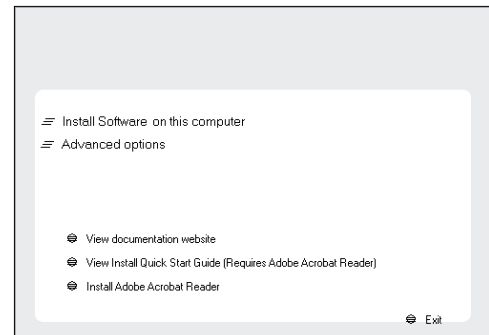 Install Software on this computer
Advanced options
View documentation website
View Install Quick Start Guide (Requires Adobe Acrobat Reader)
Install Adobe Acrobat Reader
Exit